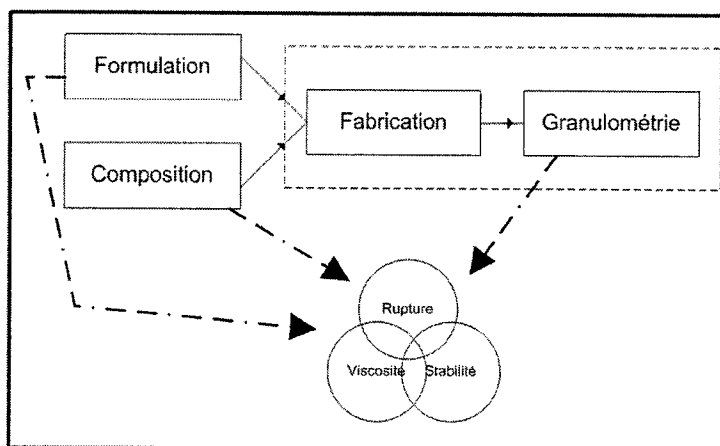 Formulation
Fabrication
Granulométrie
Composition
Rupture
Viscosité
Stabilité